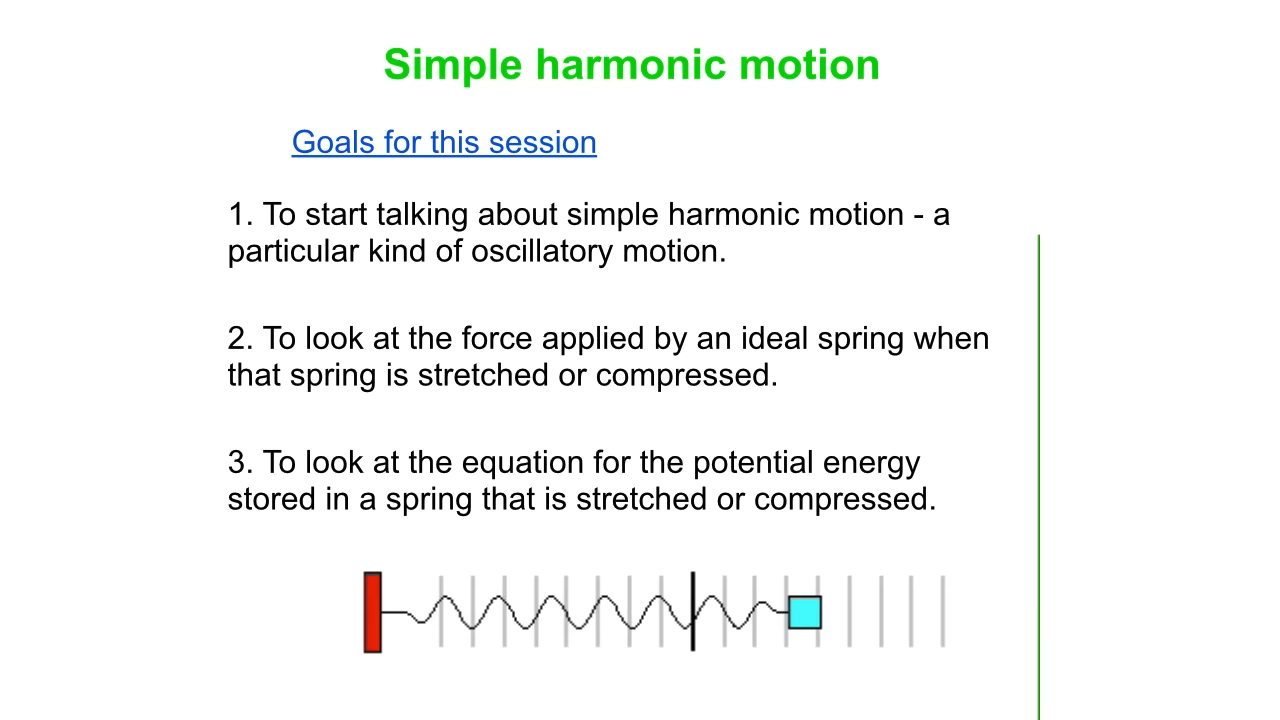 Simple harmonic motion
Goals for this session
1. To start talking about simple harmonic motion - a
particular kind of oscillatory motion.
2. To look at the force applied by an ideal spring when
that spring is stretched or compressed.
3. To look at the equation for the potential energy
stored in a spring that is stretched or compressed.